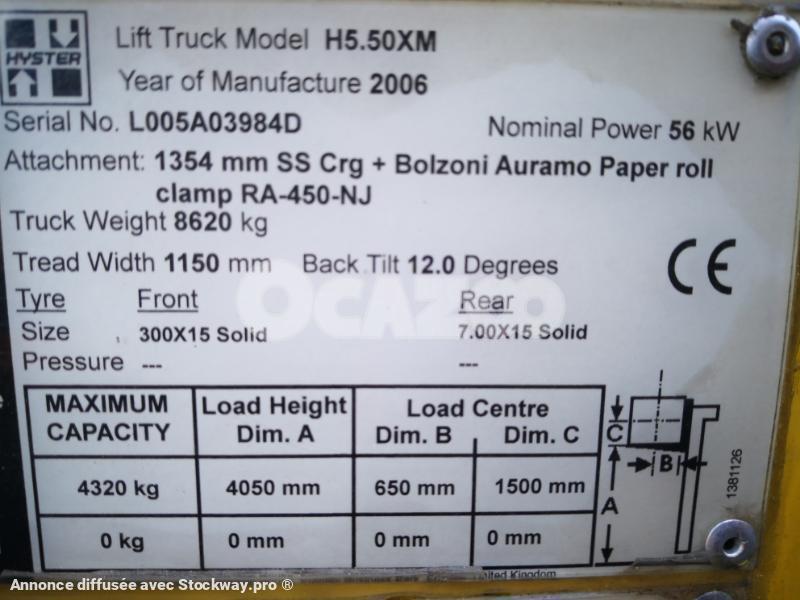 HYSTER
Lift Truck Model H5.50XM
Year of Manufacture 2006
Serial No. L005A03984D
Nominal Power 56 kW
Attachment: 1354 mm SS Crg + Bolzoni Auramo Paper roll
clamp RA-450-NJ
Truck Weight 8620 kg
Tread Width 1150 mm Back Tilt 12.0 Degrees
CE
Tyre Front Rear
Size 300X15 Solid 7.00X15 Solid
Pressure --- ---
OCAZOO
MAXIMUM CAPACITY Load Height Dim. A Load Centre
Dim. B Dim. C
4320 kg 4050 mm 650 mm 1500 mm
0 kg 0 mm 0 mm 0 mm
C
B
A
1381126
United Kingdom
Annonce diffusée avec Stockway.pro ®